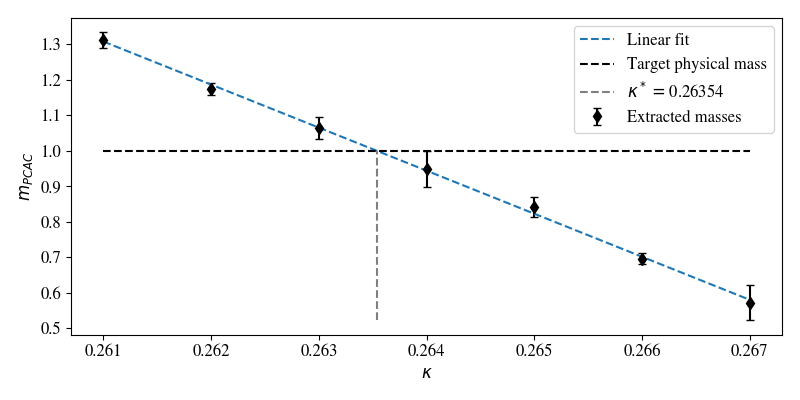 1.3
1.2
1.1
1.0
0.9
0.8
0.7
0.6
0.5
m_{PCAC}
0.261 0.262 0.263 0.264 0.265 0.266 0.267
κ
Linear fit
Target physical mass
κ* = 0.26354
Extracted masses